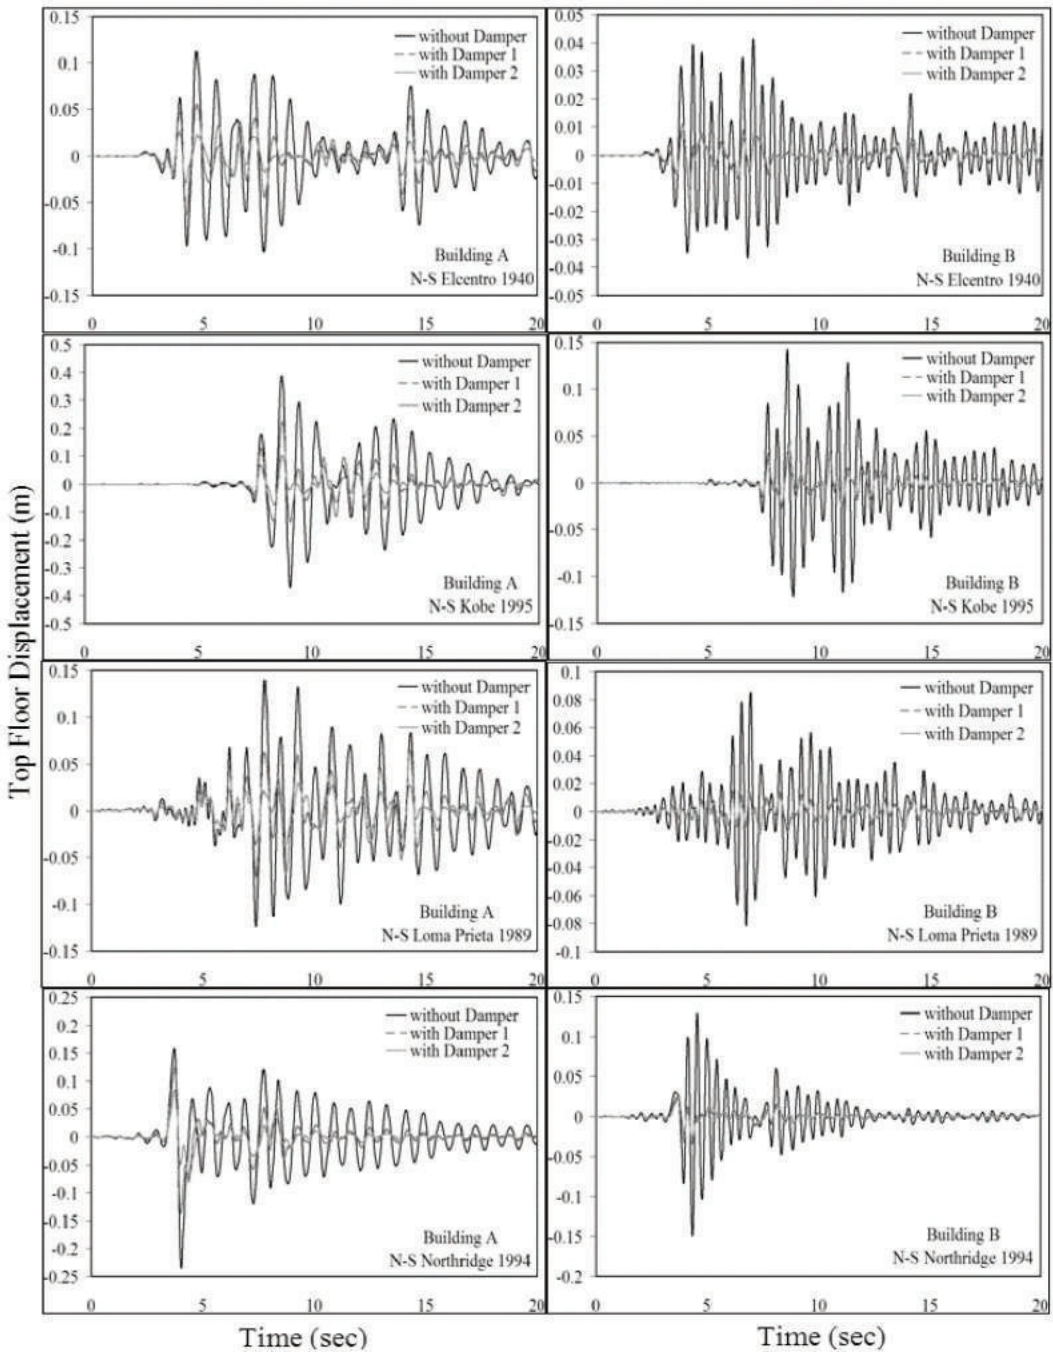 Top Floor Displacement (m)
0.15
0.1
0.05
0
-0.05
-0.1
-0.15
without Damper
with Damper 1
with Damper 2
Building A
N-S Elcentro 1940
0 5 10 15 20
0.05
0.04
0.03
0.02
0.01
0
-0.01
-0.02
-0.03
-0.04
-0.05
without Damper
with Damper 1
with Damper 2
Building B
N-S Elcentro 1940
0 5 10 15 20
0.5
0.4
0.3
0.2
0.1
0
-0.1
-0.2
-0.3
-0.4
-0.5
without Damper
with Damper 1
with Damper 2
Building A
N-S Kobe 1995
0 5 10 15 20
0.15
0.1
0.05
0
-0.05
-0.1
-0.15
without Damper
with Damper 1
with Damper 2
Building B
N-S Kobe 1995
0 5 10 15 20
0.15
0.1
0.05
0
-0.05
-0.1
-0.15
without Damper
with Damper 1
with Damper 2
Building A
N-S Loma Prieta 1989
0 5 10 15 20
0.1
0.08
0.06
0.04
0.02
0
-0.02
-0.04
-0.06
-0.08
-0.1
without Damper
with Damper 1
with Damper 2
Building B
N-S Loma Prieta 1989
0 5 10 15 20
0.25
0.2
0.15
0.1
0.05
0
-0.05
-0.1
-0.15
-0.2
-0.25
without Damper
with Damper 1
with Damper 2
Building A
N-S Northridge 1994
0 5 10 15 20
Time (sec)
0.15
0.1
0.05
0
-0.05
-0.1
-0.15
-0.2
without Damper
with Damper 1
with Damper 2
Building B
N-S Northridge 1994
0 5 10 15 20
Time (sec)